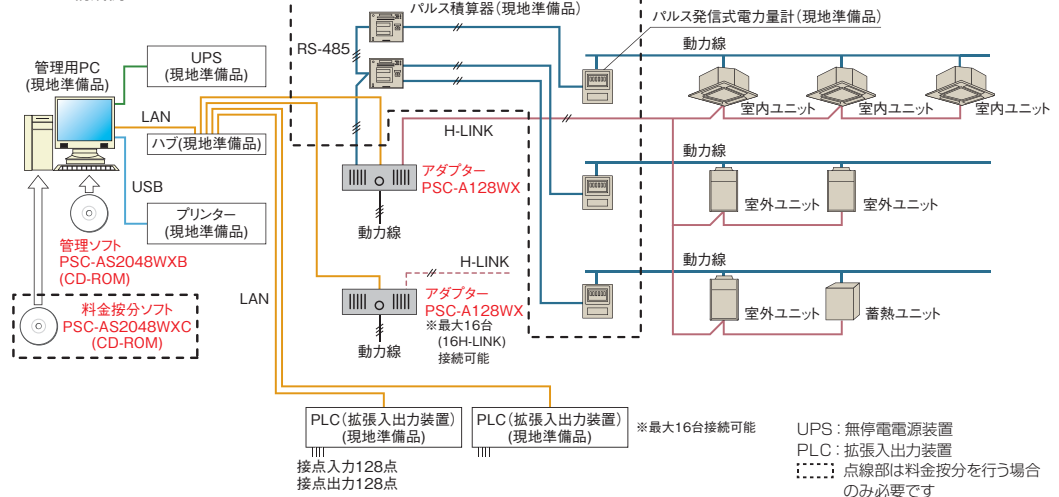 パルス積算器(現地準備品)
パルス発信式電力量計(現地準備品)
RS-485
動力線
UPS
(現地準備品)
管理用PC
(現地準備品)
LAN
ハブ(現地準備品)
H-LINK
室内ユニット
室内ユニット
室内ユニット
アダプター
PSC-A128WX
動力線
動力線
USB
プリンター
(現地準備品)
室外ユニット
室外ユニット
管理ソフト
PSC-AS2048WXB
(CD-ROM)
H-LINK
動力線
LAN
アダプター
PSC-A128WX
※最大16台
(16H-LINK)
接続可能
動力線
室外ユニット
蓄熱ユニット
料金按分ソフト
PSC-AS2048WXC
(CD-ROM)
PLC(拡張入出力装置)
(現地準備品)
PLC(拡張入出力装置)
(現地準備品)
※最大16台接続可能
接点入力128点
接点出力128点
UPS:無停電電源装置
PLC:拡張入出力装置
点線部は料金按分を行う場合
のみ必要です